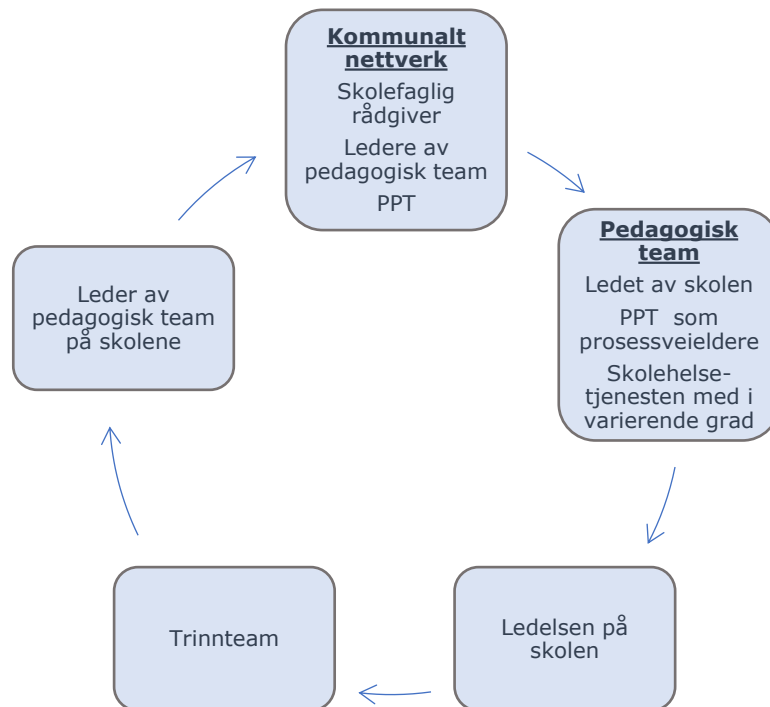 Kommunalt
nettverk
Skolefaglig
rådgiver
Ledere av
pedagogisk team
PPT
Pedagogisk
team
Ledet av skolen
PPT som
prosessveieldere
Skolehelse-
tjenesten med i
varierende grad
Ledelsen på
skolen
Trinnteam
Leder av
pedagogisk team
på skolene